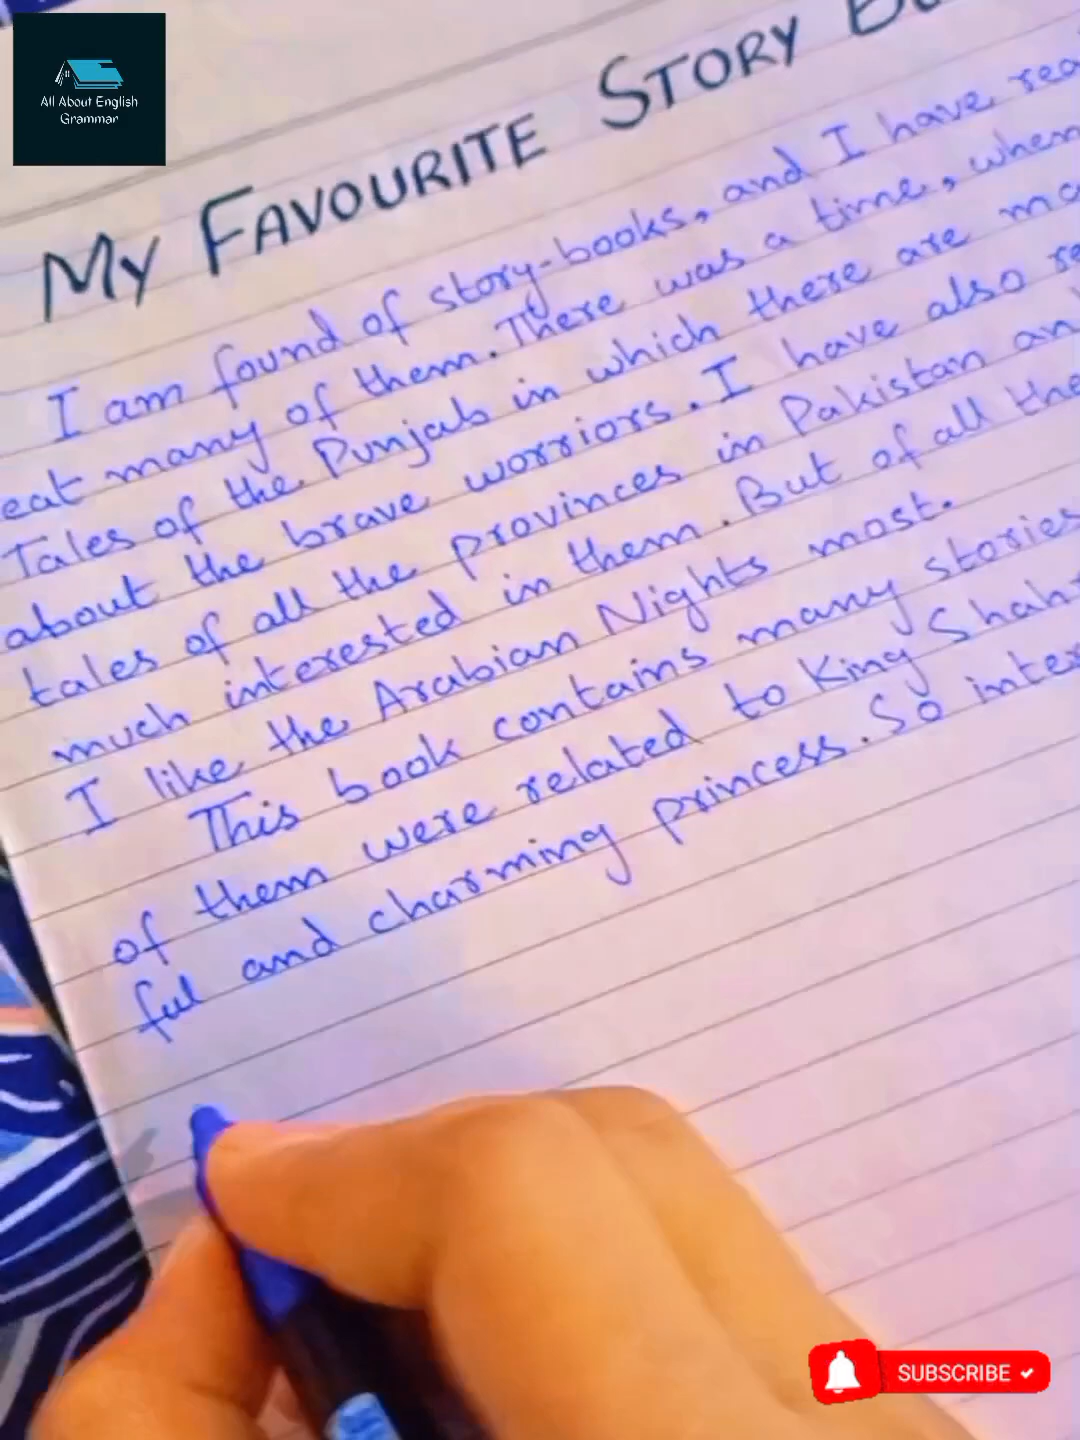 All About English
Grammar
MY FAVOURITE STORY
I am found of story-books, and I have
eat many of them. There was a time, when
Tales of the Punjab in which there are
about the brave worriors. I have also
tales of all the provinces in Pakistan
much interested in them. But of all
I like the Arabian Nights most.
This book contains many stories
of them were related to King
ful and charming princess. So
SUBSCRIBE